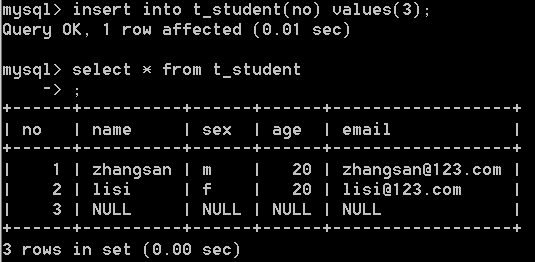 mysql> insert into t_student(no) values(3);
Query OK, 1 row affected (0.01 sec)
mysql> select * from t_student
    -> ;
+------+----------+------+------+------------------+
| no   | name     | sex  | age  | email            |
+------+----------+------+------+------------------+
|    1 | zhangsan | m    |   20 | zhangsan@123.com |
|    2 | lisi     | f    |   20 | lisi@123.com     |
|    3 | NULL     | NULL | NULL | NULL             |
+------+----------+------+------+------------------+
3 rows in set (0.00 sec)